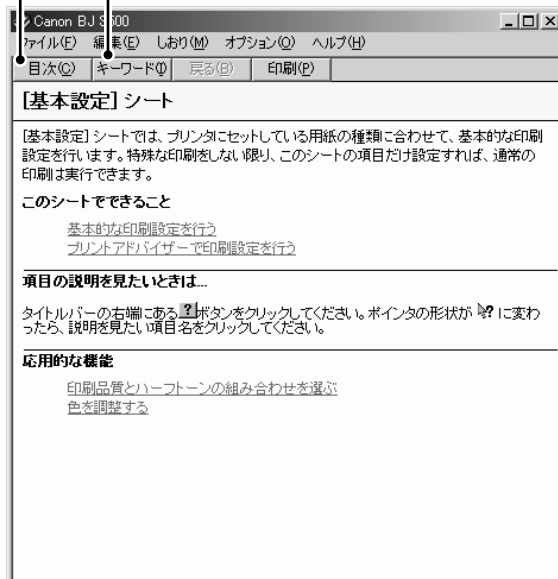 Canon BJ S500
ファイル(F) 編集(E) しおり(M) オプション(O) ヘルプ(H)
目次(C) キーワード(I) 戻る(B) 印刷(P)
[基本設定] シート
[基本設定] シートでは、プリンタにセットしている用紙の種類に合わせて、基本的な印刷
設定を行います。特殊な印刷をしない限り、このシートの項目だけ設定すれば、通常の
印刷は実行できます。
このシートでできること
基本的な印刷設定を行う
プリントアドバイザーで印刷設定を行う
項目の説明を見たいときは...
タイトルバーの右端にある ? ボタンをクリックしてください。ポインタの形状が ? に変わ
ったら、説明を見たい項目名をクリックしてください。
応用的な機能
印刷品質とハーフトーンの組み合わせを選ぶ
色を調整する